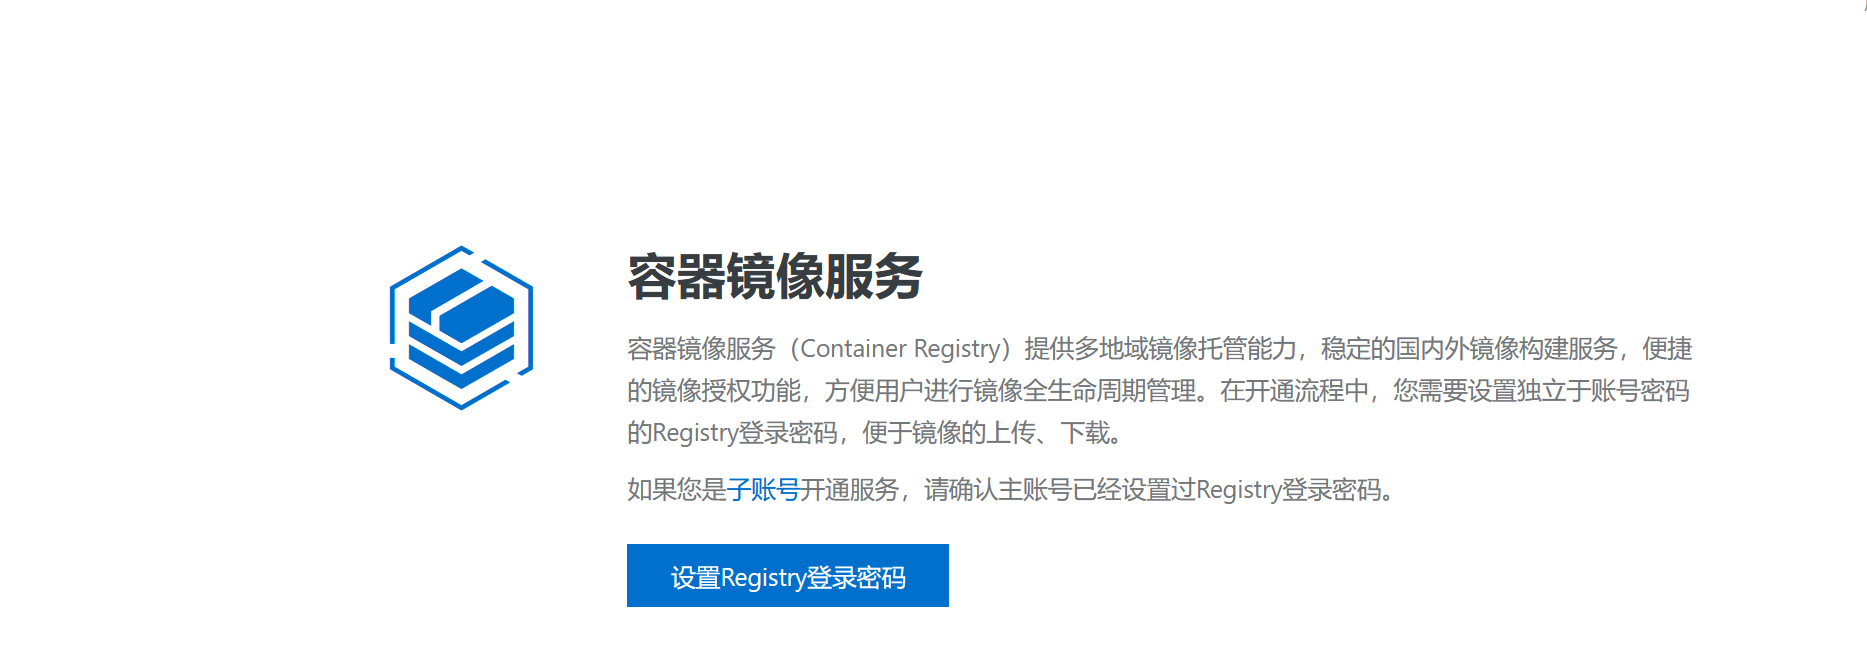 容器镜像服务
容器镜像服务（Container Registry）提供多地域镜像托管能力，稳定的国内外镜像构建服务，便捷
的镜像授权功能，方便用户进行镜像全生命周期管理。在开通流程中，您需要设置独立于账号密码
的Registry登录密码，便于镜像的上传、下载。
如果您是子账号开通服务，请确认主账号已经设置过Registry登录密码。
设置Registry登录密码